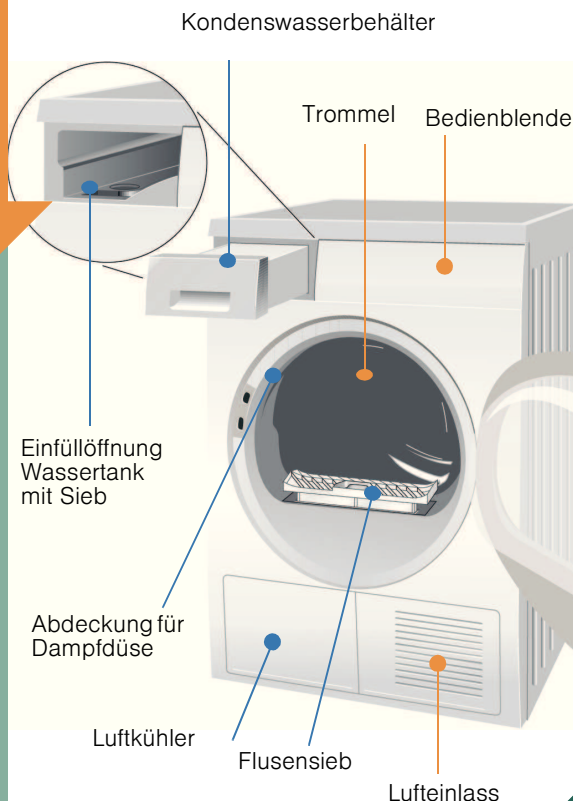 Kondenswasserbehälter
Trommel
Bedienblende
Einfüllöffnung
Wassertank
mit Sieb
Abdeckung für
Dampfdüse
Luftkühler
Flusensieb
Lufteinlass